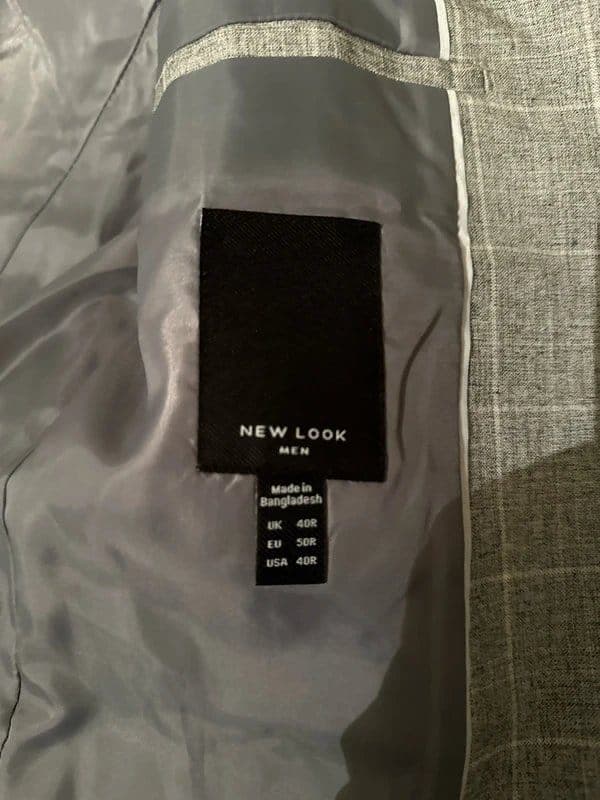 NEW LOOK
MEN
Made in
Bangladesh
UK 40R
EU 50R
USA 40R